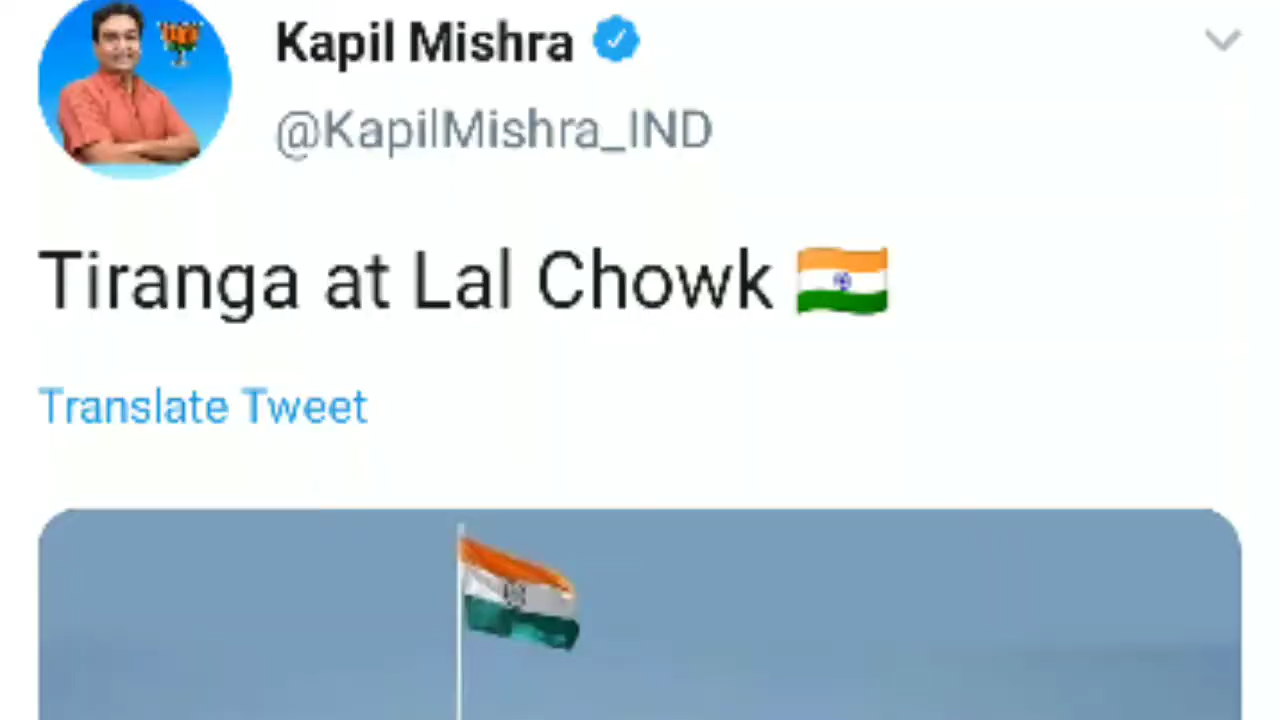 Kapil Mishra
@KapilMishra_IND
Tiranga at Lal Chowk 🇮🇳
Translate Tweet